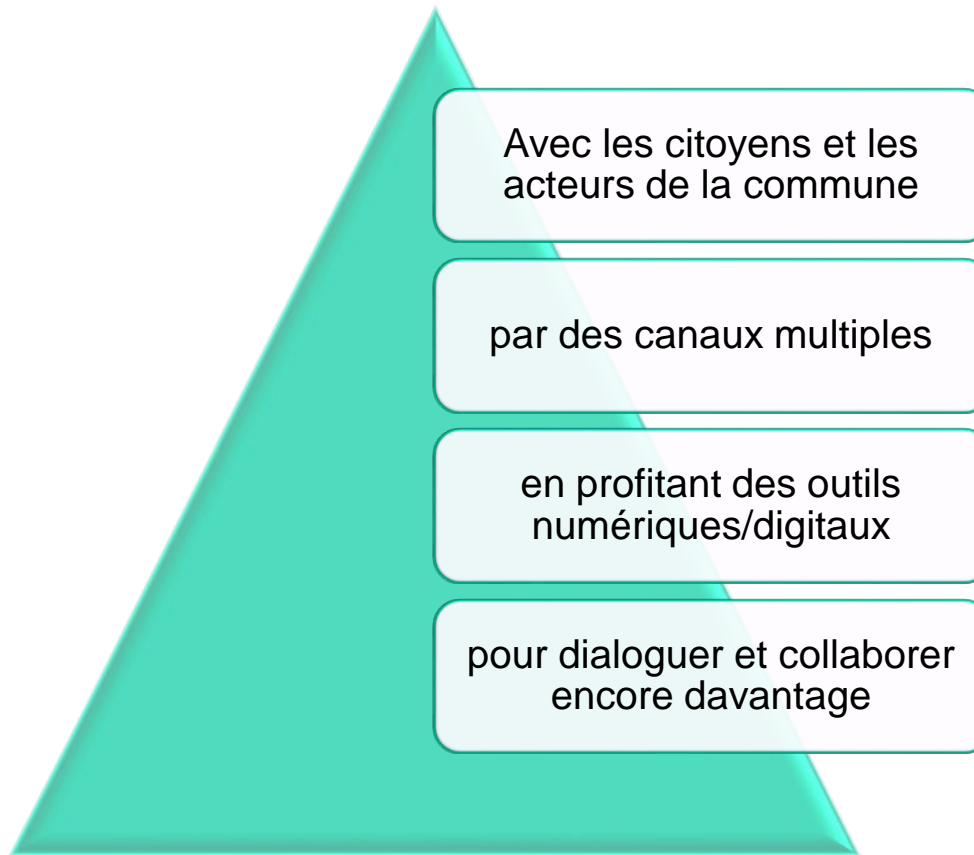 Avec les citoyens et les
acteurs de la commune
par des canaux multiples
en profitant des outils
numériques/digitaux
pour dialoguer et collaborer
encore davantage